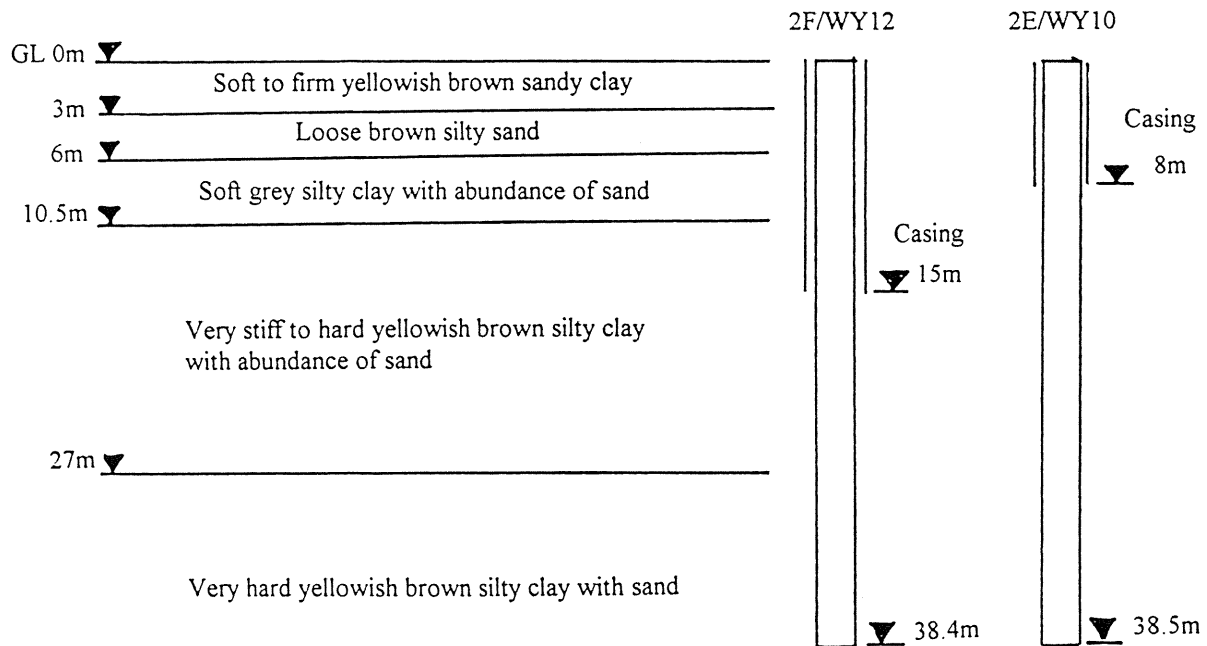 2F/WY12
2E/WY10
GL 0m
Soft to firm yellowish brown sandy clay
3m
Loose brown silty sand
Casing
6m
8m
Soft grey silty clay with abundance of sand
10.5m
Casing
15m
Very stiff to hard yellowish brown silty clay
with abundance of sand
27m
Very hard yellowish brown silty clay with sand
38.4m
38.5m